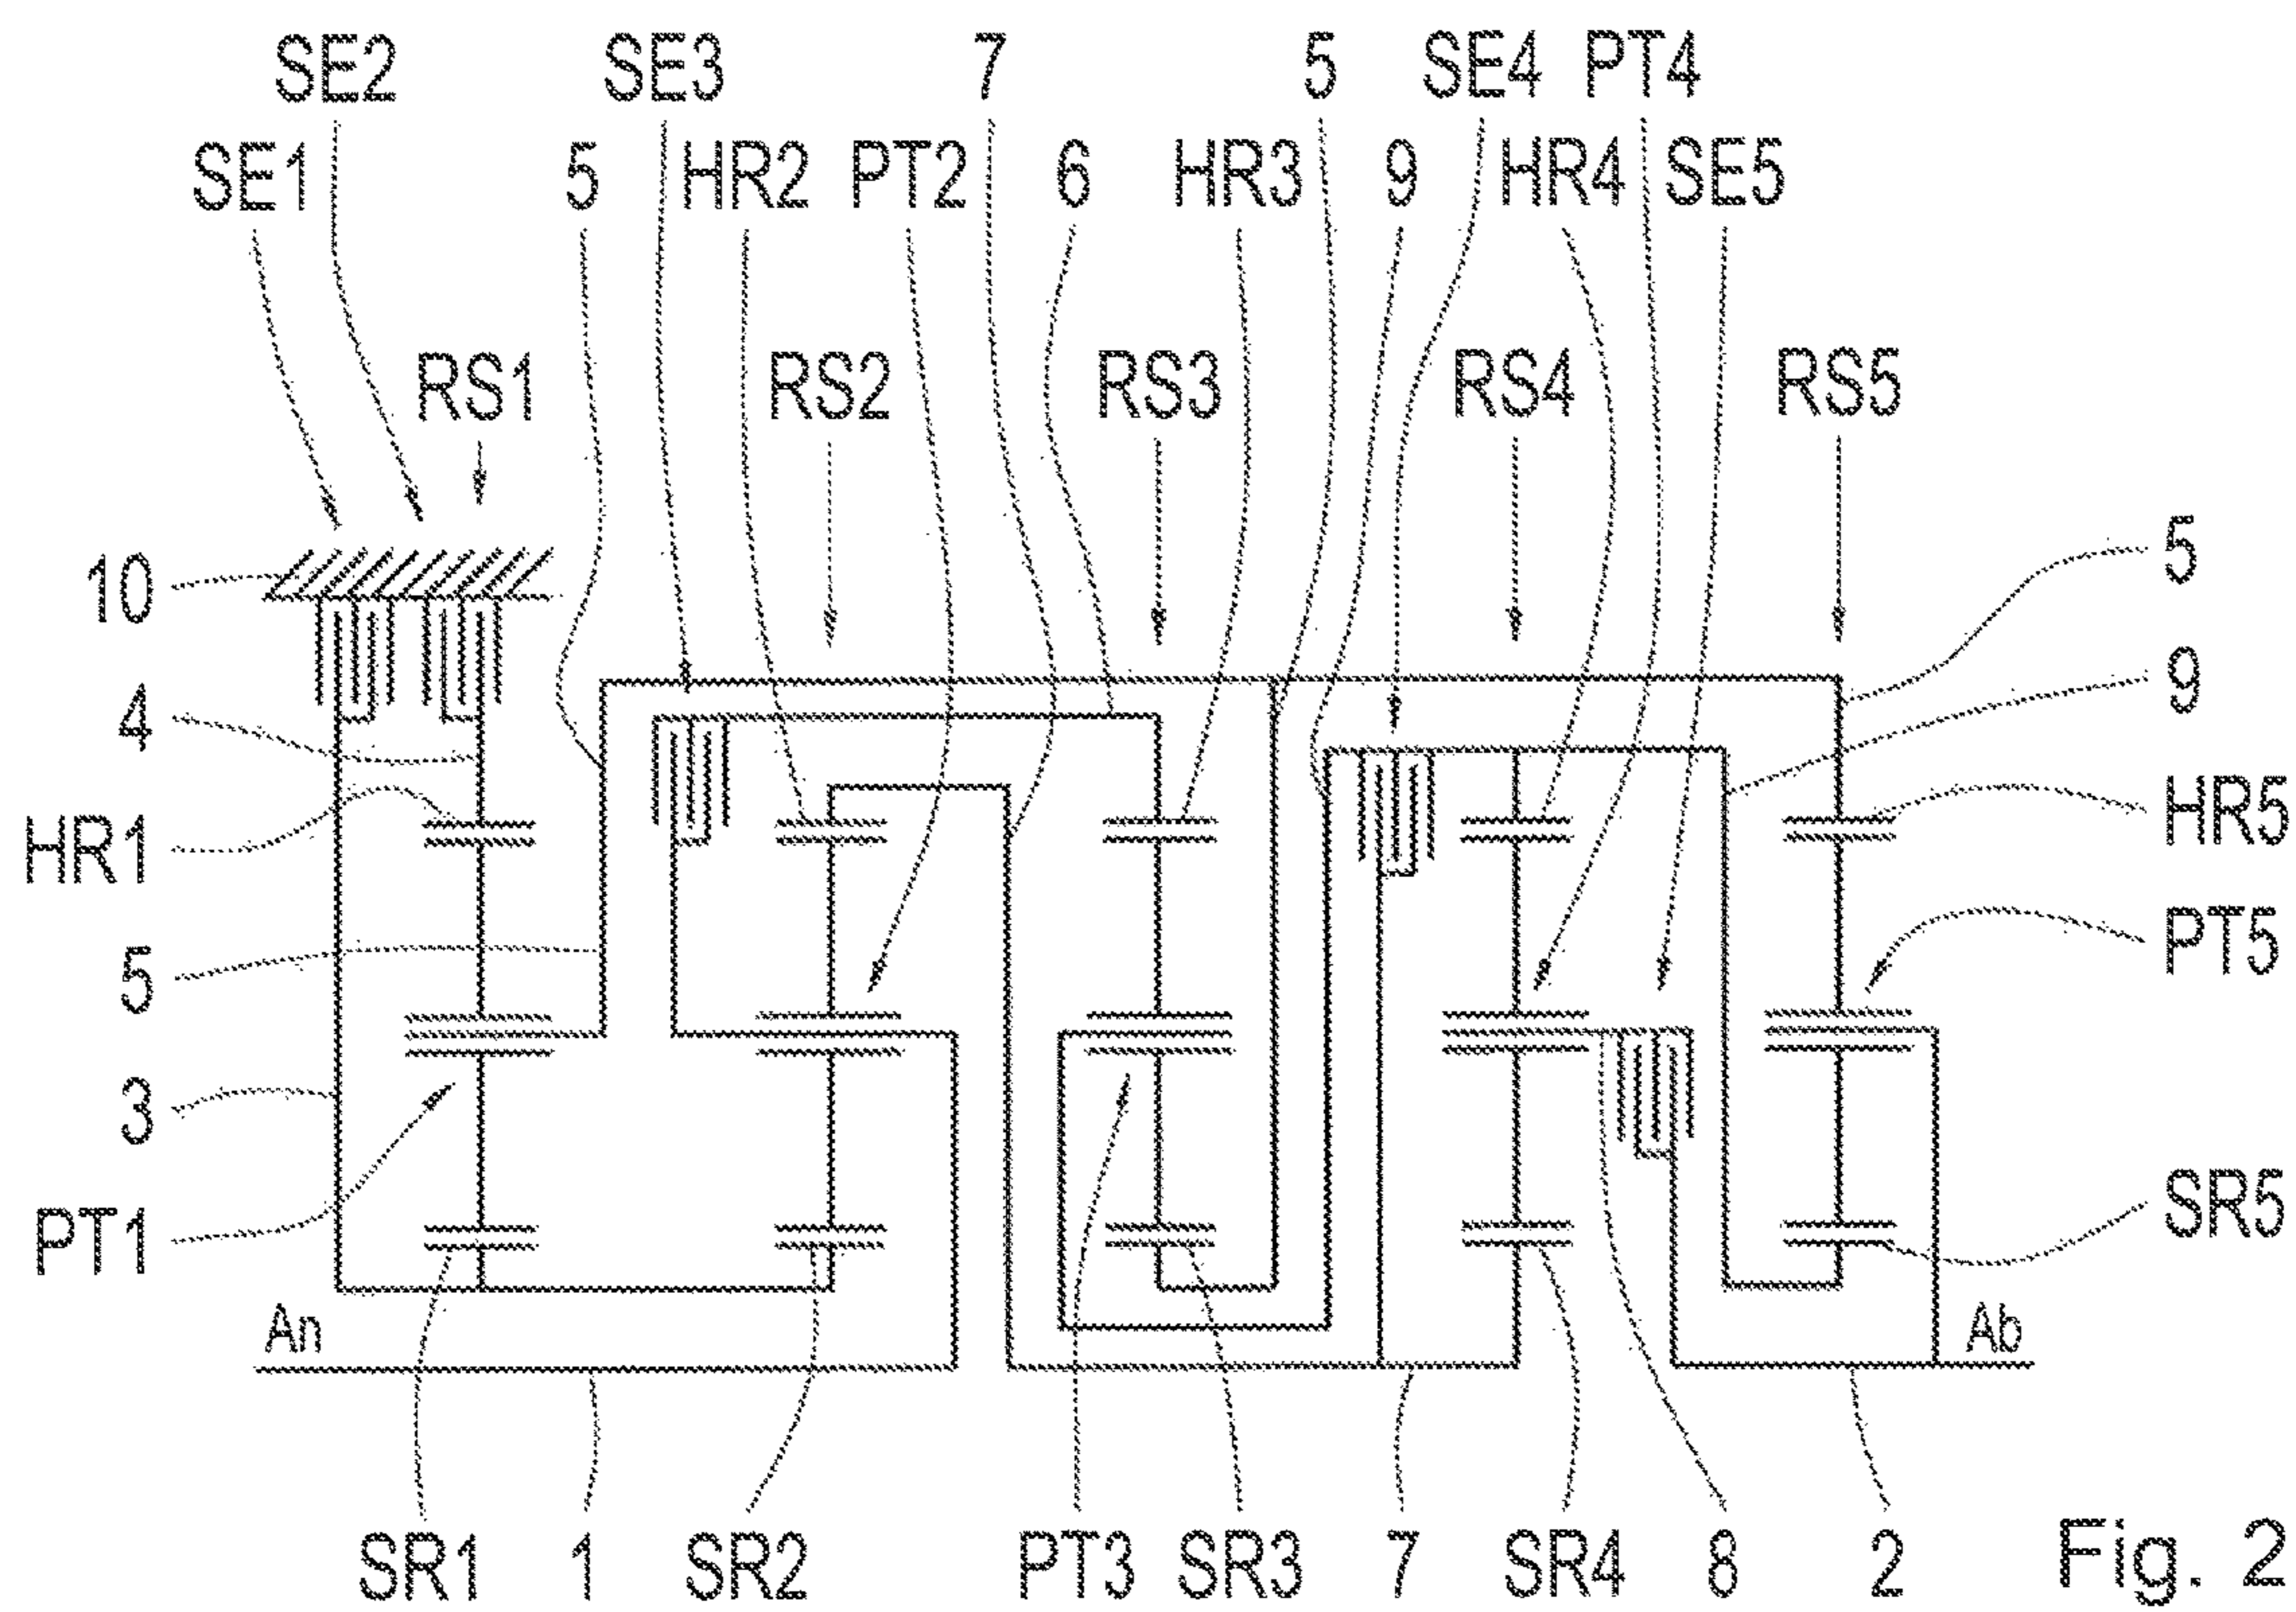 SE2 SE3 7 5 SE4 PT4
SE1 5 HR2 PT2 6 HR3 9 HR4 SE5
RS1 RS2 RS3 RS4 RS5
10 5
4 9
HR1 HR5
5 PT5
3
PT1 SR5
An Ab
SR1 1 SR2 PT3 SR3 7 SR4 8 2 Fig. 2